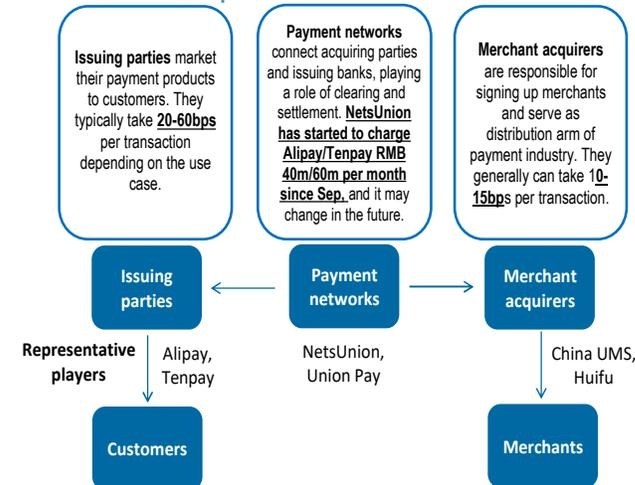 Issuing parties market
their payment products
to customers. They
typically take 20-60bps
per transaction
depending on the use
case.
Payment networks
connect acquiring parties
and issuing banks, playing
a role of clearing and
settlement. NetsUnion
has started to charge
Alipay/Tenpay RMB
40m/60m per month
since Sep, and it may
change in the future.
Merchant acquirers
are responsible for
signing up merchants
and serve as
distribution arm of
payment industry. They
generally can take 10-
15bps per transaction.
Issuing
parties
Payment
networks
Merchant
acquirers
Representative
players
Alipay,
Tenpay
NetsUnion,
Union Pay
China UMS,
Huifu
Customers
Merchants